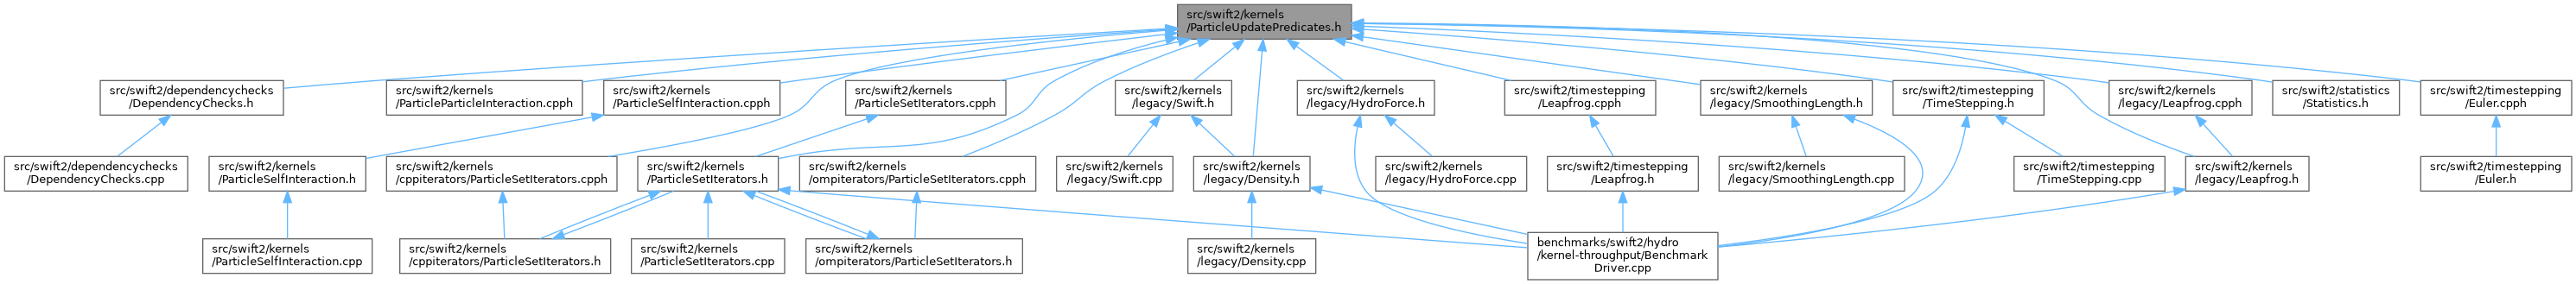 src/swift2/kernels
/ParticleUpdatePredicates.h
src/swift2/dependencychecks
/DependencyChecks.h
src/swift2/kernels
/ParticleParticleInteraction.cpph
src/swift2/kernels
/ParticleSelfInteraction.cpph
src/swift2/kernels
/ParticleSetIterators.cpph
src/swift2/kernels
/legacy/Swift.h
src/swift2/kernels
/legacy/HydroForce.h
src/swift2/timestepping
/Leapfrog.cpph
src/swift2/kernels
/legacy/SmoothingLength.h
src/swift2/timestepping
/TimeStepping.h
src/swift2/kernels
/legacy/Leapfrog.cpph
src/swift2/statistics
/Statistics.h
src/swift2/timestepping
/Euler.cpph
src/swift2/dependencychecks
/DependencyChecks.cpp
src/swift2/kernels
/ParticleSelfInteraction.h
src/swift2/kernels
/cppiterators/ParticleSetIterators.cpph
src/swift2/kernels
/ParticleSetIterators.h
src/swift2/kernels
/ompiterators/ParticleSetIterators.cpph
src/swift2/kernels
/legacy/Swift.cpp
src/swift2/kernels
/legacy/Density.h
src/swift2/kernels
/legacy/HydroForce.cpp
src/swift2/timestepping
/Leapfrog.h
src/swift2/kernels
/legacy/SmoothingLength.cpp
src/swift2/timestepping
/TimeStepping.cpp
src/swift2/kernels
/legacy/Leapfrog.h
src/swift2/timestepping
/Euler.h
src/swift2/kernels
/ParticleSelfInteraction.cpp
src/swift2/kernels
/cppiterators/ParticleSetIterators.h
src/swift2/kernels
/ParticleSetIterators.cpp
src/swift2/kernels
/ompiterators/ParticleSetIterators.h
src/swift2/kernels
/legacy/Density.cpp
benchmarks/swift2/hydro
/kernel-throughput/Benchmark
Driver.cpp